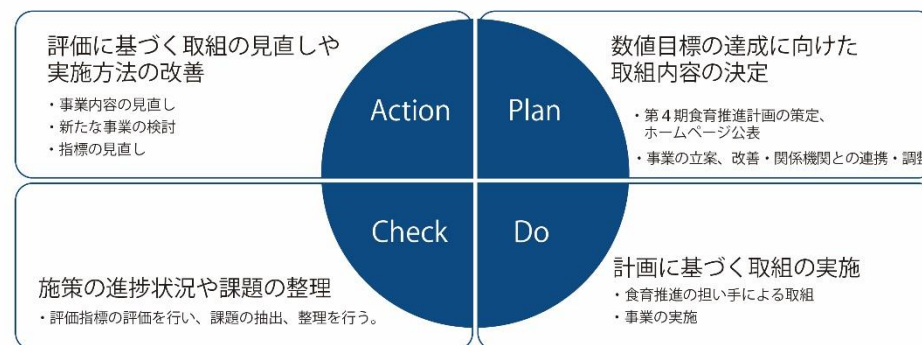 評価に基づく取組の見直しや
実施方法の改善
・事業内容の見直し
・新たな事業の検討
・指標の見直し
Action
Plan
数値目標の達成に向けた
取組内容の決定
・第４期食育推進計画の策定、
ホームページ公表
・事業の立案、改善・関係機関との連携・調整
施策の進捗状況や課題の整理
・評価指標の評価を行い、課題の抽出、整理を行う。
Check
Do
計画に基づく取組の実施
・食育推進の担い手による取組
・事業の実施